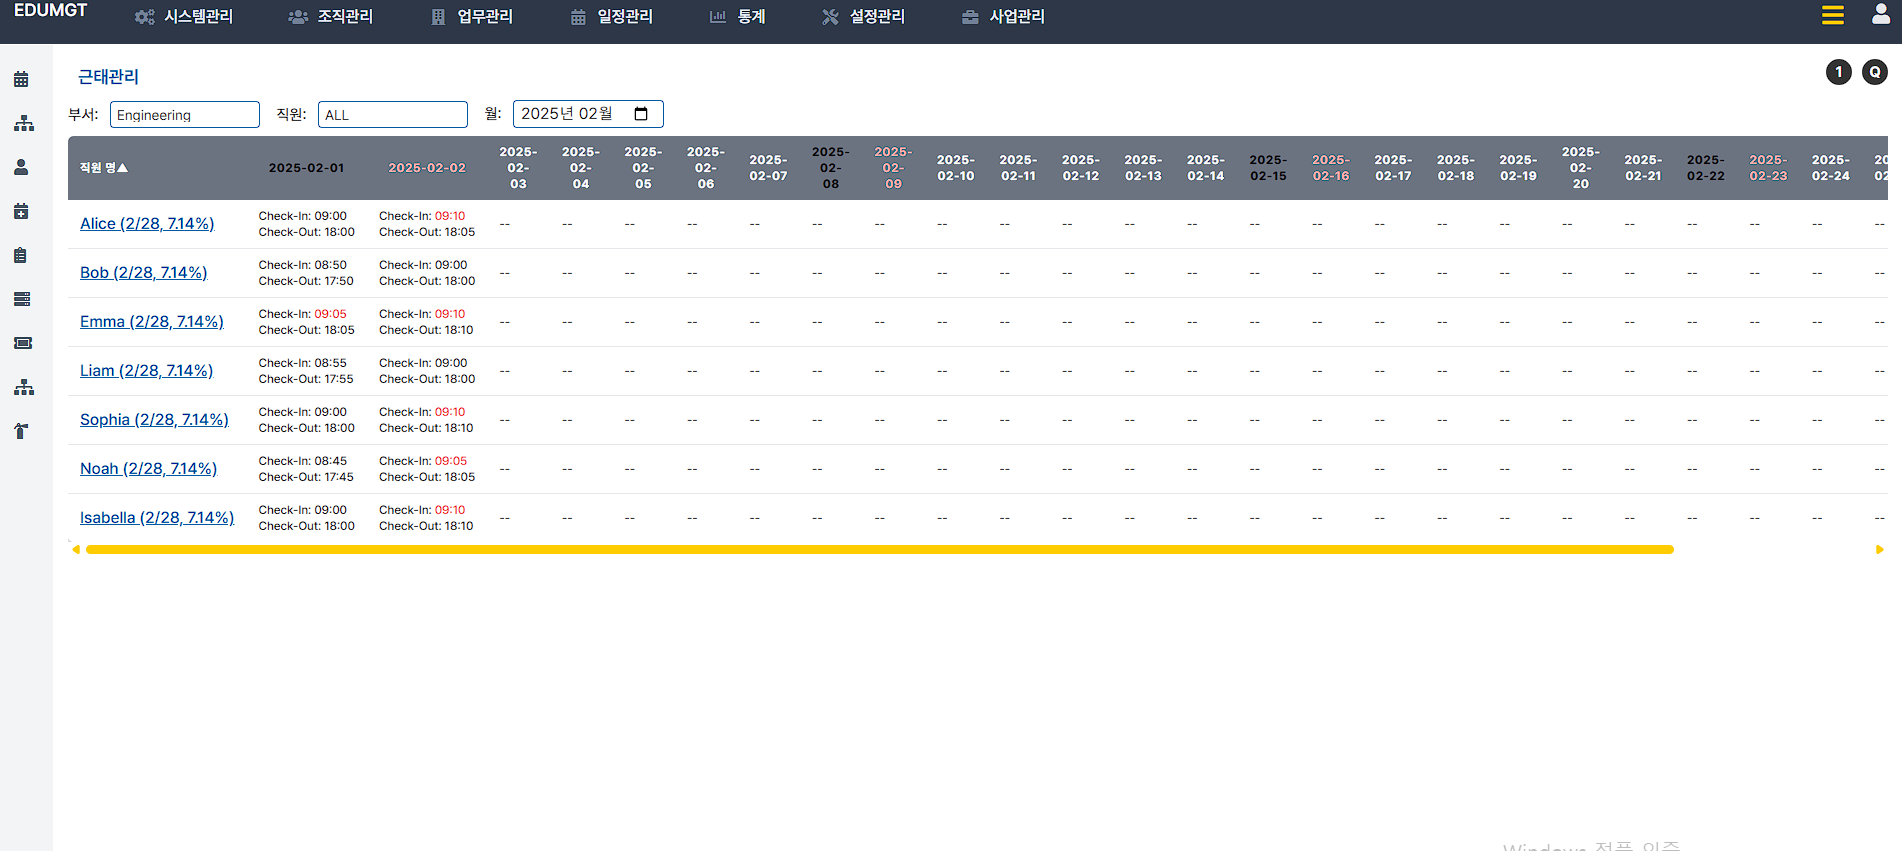 EDUMGT 시스템관리 조직관리 업무관리 일정관리 통계 설정관리 사업관리
근태관리 1 Q
부서: Engineering 직원: ALL 월: 2025년 02월
직원 명▲ 2025-02-01 2025-02-02 2025-02-03 2025-02-04 2025-02-05 2025-02-06 2025-02-07 2025-02-08 2025-02-09 2025-02-10 2025-02-11 2025-02-12 2025-02-13 2025-02-14 2025-02-15 2025-02-16 2025-02-17 2025-02-18 2025-02-19 2025-02-20 2025-02-21 2025-02-22 2025-02-23 2025-02-24
Alice (2/28, 7.14%) Check-In: 09:00 Check-Out: 18:00 Check-In: 09:10 Check-Out: 18:05 -- -- -- -- -- -- -- -- -- -- -- -- -- -- -- -- -- -- -- -- -- -- --
Bob (2/28, 7.14%) Check-In: 08:50 Check-Out: 17:50 Check-In: 09:00 Check-Out: 18:00 -- -- -- -- -- -- -- -- -- -- -- -- -- -- -- -- -- -- -- -- -- -- --
Emma (2/28, 7.14%) Check-In: 09:05 Check-Out: 18:05 Check-In: 09:10 Check-Out: 18:10 -- -- -- -- -- -- -- -- -- -- -- -- -- -- -- -- -- -- -- -- -- -- --
Liam (2/28, 7.14%) Check-In: 08:55 Check-Out: 17:55 Check-In: 09:00 Check-Out: 18:00 -- -- -- -- -- -- -- -- -- -- -- -- -- -- -- -- -- -- -- -- -- -- --
Sophia (2/28, 7.14%) Check-In: 09:00 Check-Out: 18:00 Check-In: 09:10 Check-Out: 18:10 -- -- -- -- -- -- -- -- -- -- -- -- -- -- -- -- -- -- -- -- -- -- --
Noah (2/28, 7.14%) Check-In: 08:45 Check-Out: 17:45 Check-In: 09:05 Check-Out: 18:05 -- -- -- -- -- -- -- -- -- -- -- -- -- -- -- -- -- -- -- -- -- -- --
Isabella (2/28, 7.14%) Check-In: 09:00 Check-Out: 18:00 Check-In: 09:10 Check-Out: 18:10 -- -- -- -- -- -- -- -- -- -- -- -- -- -- -- -- -- -- -- -- -- -- --
Windows 정품 인증